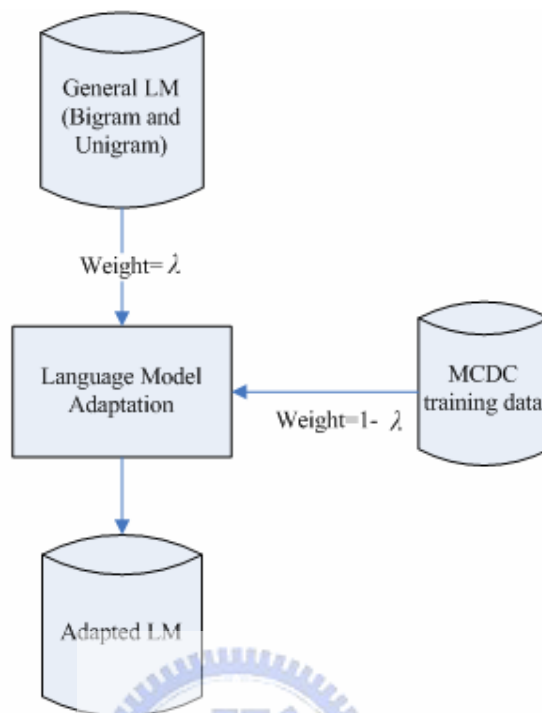 General LM
(Bigram and
Unigram)
Weight= λ
Language Model
Adaptation
MCDC
training data
Weight=1- λ
Adapted LM